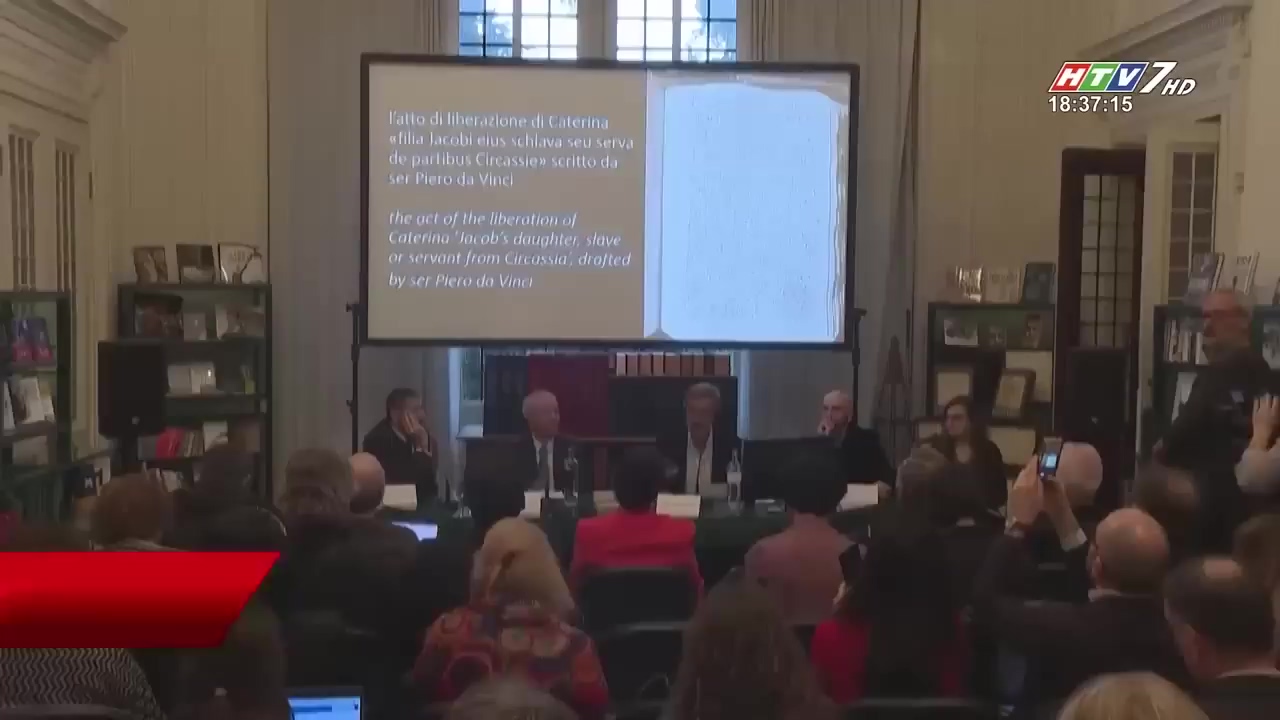 HTV7 HD
18:37:15
l'atto di liberazione di Caterina
«filia Jacobi eius schiava seu serva
de partibus Circassie» scritto da
ser Piero da Vinci
the act of the liberation of
Caterina 'Jacob's daughter, slave
or servant from Circassia', drafted
by ser Piero da Vinci